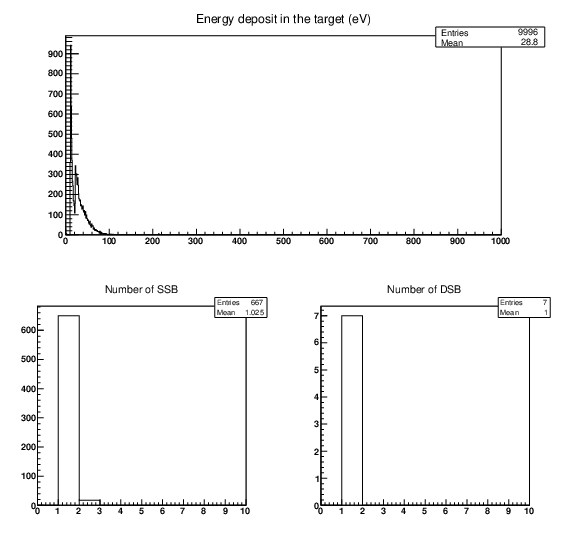 Energy deposit in the target (eV)
Entries 9996
Mean 28.8
900
800
700
600
500
400
300
200
100
0
0 100 200 300 400 500 600 700 800 900 1000
Number of SSB
Entries 667
Mean 1.025
600
500
400
300
200
100
0
0 1 2 3 4 5 6 7 8 9 10
Number of DSB
Entries 7
Mean 1
7
6
5
4
3
2
1
0
0 1 2 3 4 5 6 7 8 9 10